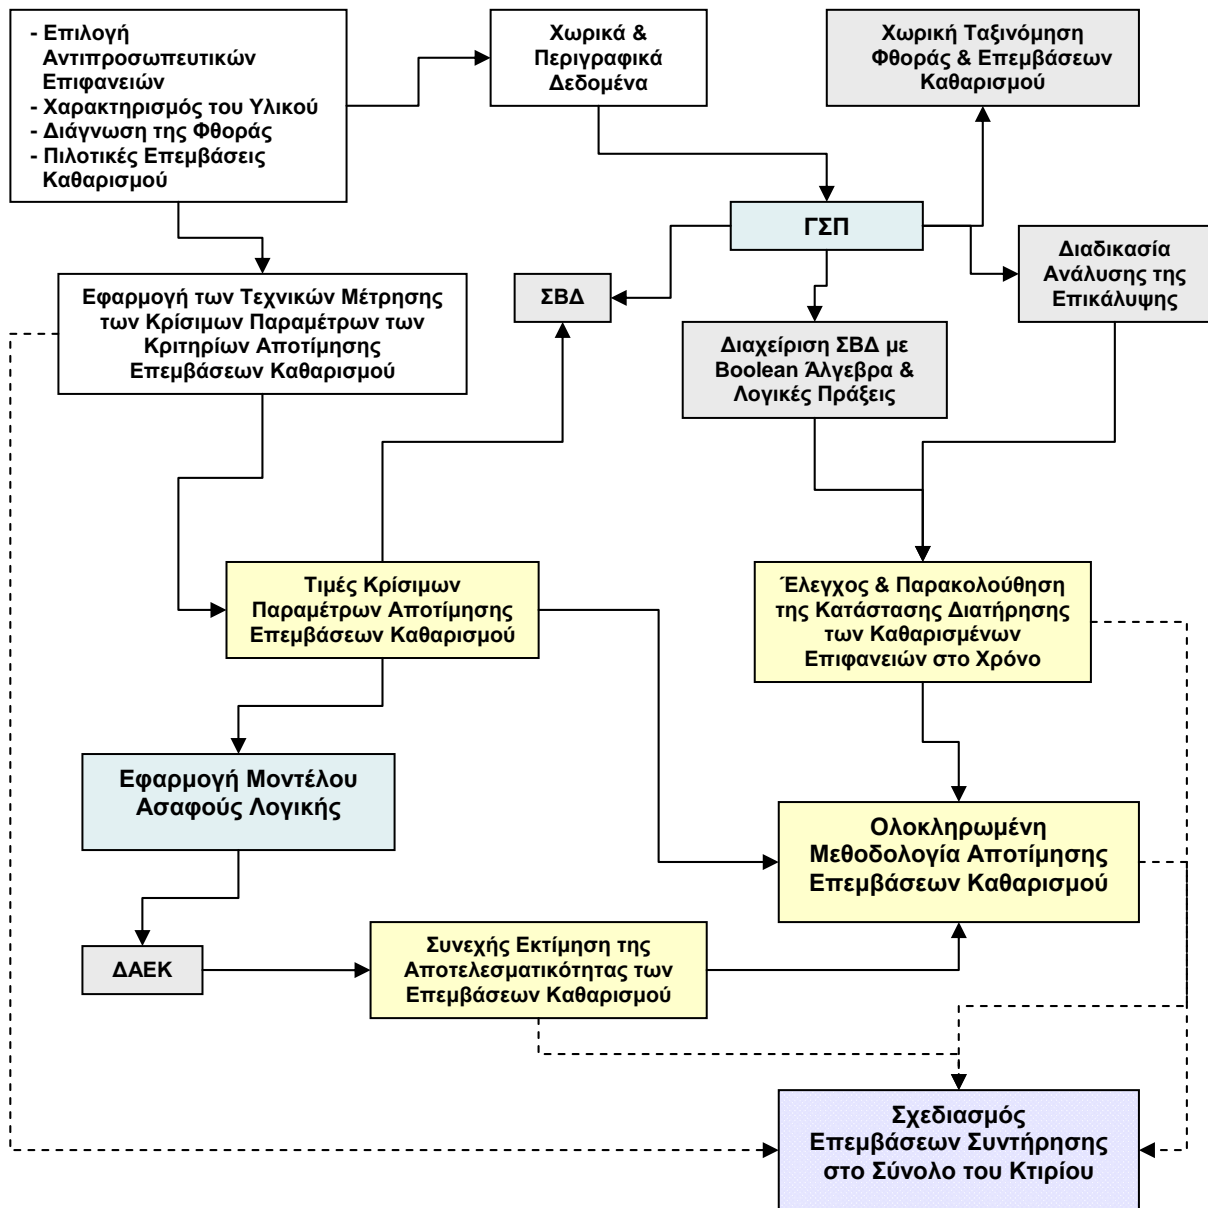 - Επιλογή
Αντιπροσωπευτικών
Επιφανειών
- Χαρακτηρισμός του Υλικού
- Διάγνωση της Φθοράς
- Πιλοτικές Επεμβάσεις
Καθαρισμού
Χωρικά &
Περιγραφικά
Δεδομένα
Χωρική Ταξινόμηση
Φθοράς & Επεμβάσεων
Καθαρισμού
ΓΣΠ
Διαδικασία
Ανάλυσης της
Επικάλυψης
Εφαρμογή των Τεχνικών Μέτρησης
των Κρίσιμων Παραμέτρων των
Κριτηρίων Αποτίμησης
Επεμβάσεων Καθαρισμού
ΣΒΔ
Διαχείριση ΣΒΔ με
Boolean Άλγεβρα &
Λογικές Πράξεις
Τιμές Κρίσιμων
Παραμέτρων Αποτίμησης
Επεμβάσεων Καθαρισμού
Έλεγχος & Παρακολούθηση
της Κατάστασης Διατήρησης
των Καθαρισμένων
Επιφανειών στο Χρόνο
Εφαρμογή Μοντέλου
Ασαφούς Λογικής
Ολοκληρωμένη
Μεθοδολογία Αποτίμησης
Επεμβάσεων Καθαρισμού
ΔΑΕΚ
Συνεχής Εκτίμηση της
Αποτελεσματικότητας των
Επεμβάσεων Καθαρισμού
Σχεδιασμός
Επεμβάσεων Συντήρησης
στο Σύνολο του Κτιρίου